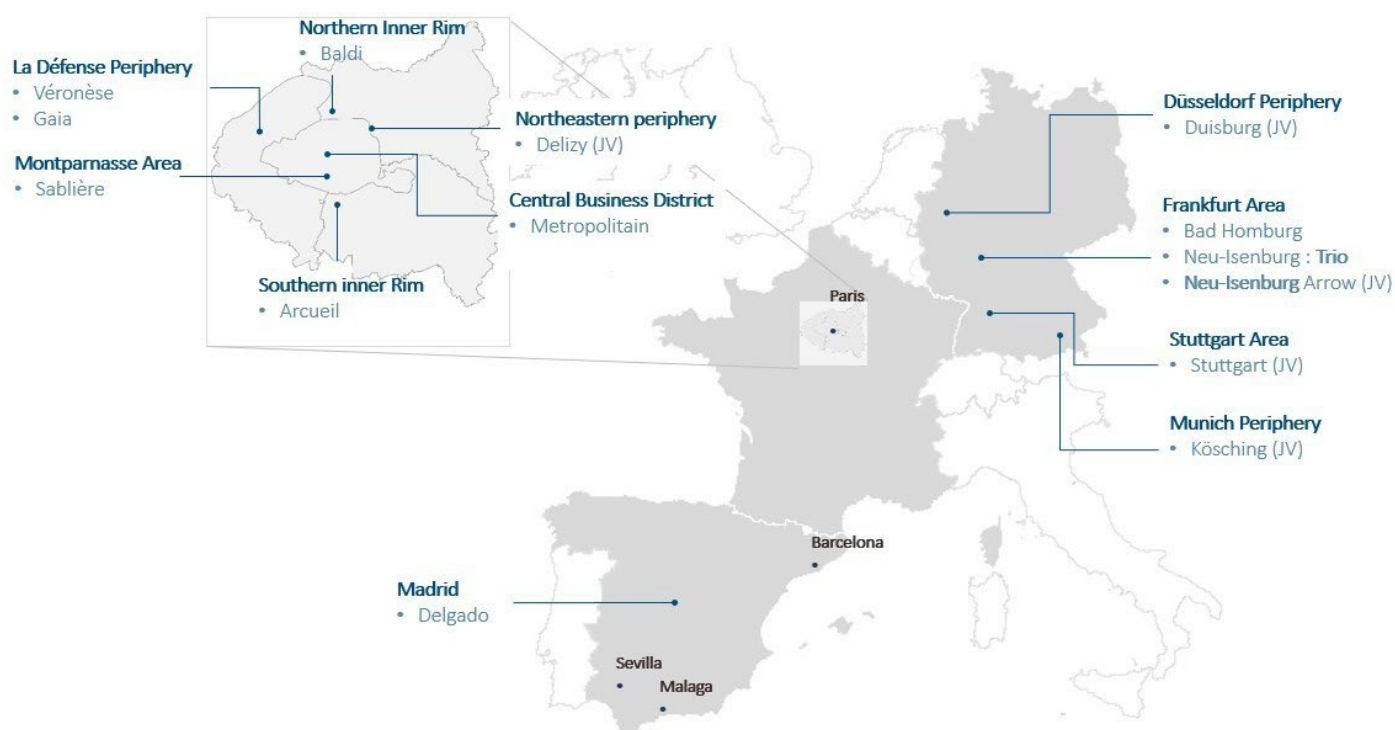 Northern Inner Rim
• Baldi
La Défense Periphery
• Véronèse
• Gaia
Montparnasse Area
• Sablière
Northeastern periphery
• Delizy (JV)
Central Business District
• Metropolitain
Southern inner Rim
• Arcueil
Paris
Düsseldorf Periphery
• Duisburg (JV)
Frankfurt Area
• Bad Homburg
• Neu-Isenburg : Trio
• Neu-Isenburg Arrow (JV)
Stuttgart Area
• Stuttgart (JV)
Munich Periphery
• Kösching (JV)
Barcelona
Madrid
• Delgado
Sevilla
Malaga